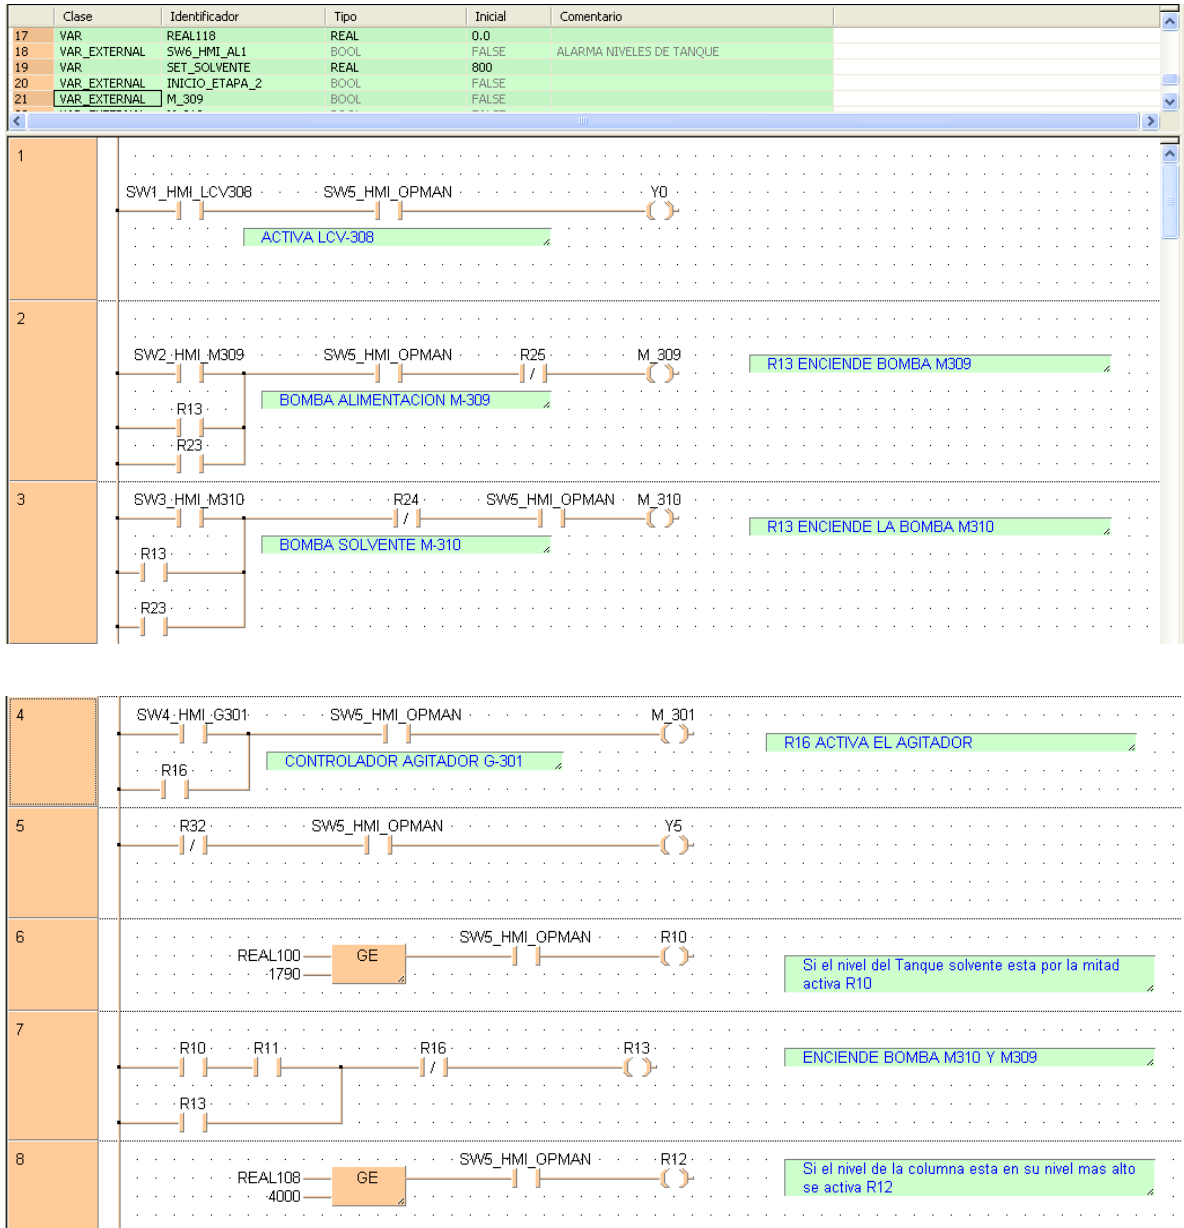 Clase Identificador Tipo Inicial Comentario
17 VAR REAL118 REAL 0.0
18 VAR_EXTERNAL SW6_HMI_AL1 BOOL FALSE ALARMA NIVELES DE TANQUE
19 VAR SET_SOLVENTE REAL 800
20 VAR_EXTERNAL INICIO_ETAPA_2 BOOL FALSE
21 VAR_EXTERNAL M_309 BOOL FALSE
1
SW1_HMI_LCV308 SW5_HMI_OPMAN Y0
ACTIVA LCV-308
2
SW2_HMI_M309 SW5_HMI_OPMAN R25 M_309
R13 ENCIENDE BOMBA M309
BOMBA ALIMENTACION M-309
R13
R23
3
SW3_HMI_M310 R24 SW5_HMI_OPMAN M_310
R13 ENCIENDE LA BOMBA M310
BOMBA SOLVENTE M-310
R13
R23
4
SW4_HMI_G301 SW5_HMI_OPMAN M_301
R16 ACTIVA EL AGITADOR
CONTROLADOR AGITADOR G-301
R16
5
R32 SW5_HMI_OPMAN Y5
6
SW5_HMI_OPMAN R10
REAL100 GE
1790
Si el nivel del Tanque solvente esta por la mitad
activa R10
7
R10 R11 R16 R13
ENCIENDE BOMBA M310 Y M309
R13
8
SW5_HMI_OPMAN R12
REAL108 GE
4000
Si el nivel de la columna esta en su nivel mas alto
se activa R12